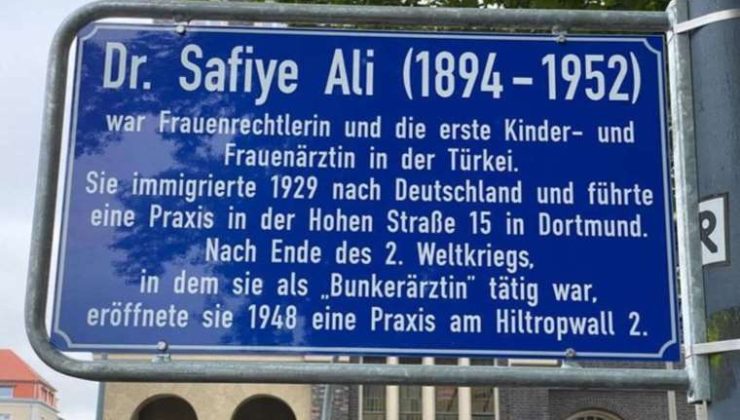 Dr. Safiye Ali (1894 – 1952)
war Frauenrechtlerin und die erste Kinder- und
Frauenärztin in der Türkei.
Sie immigrierte 1929 nach Deutschland und führte
eine Praxis in der Hohen Straße 15 in Dortmund.
Nach Ende des 2. Weltkriegs,
in dem sie als „Bunkerärztin" tätig war,
eröffnete sie 1948 eine Praxis am Hiltropwall 2.